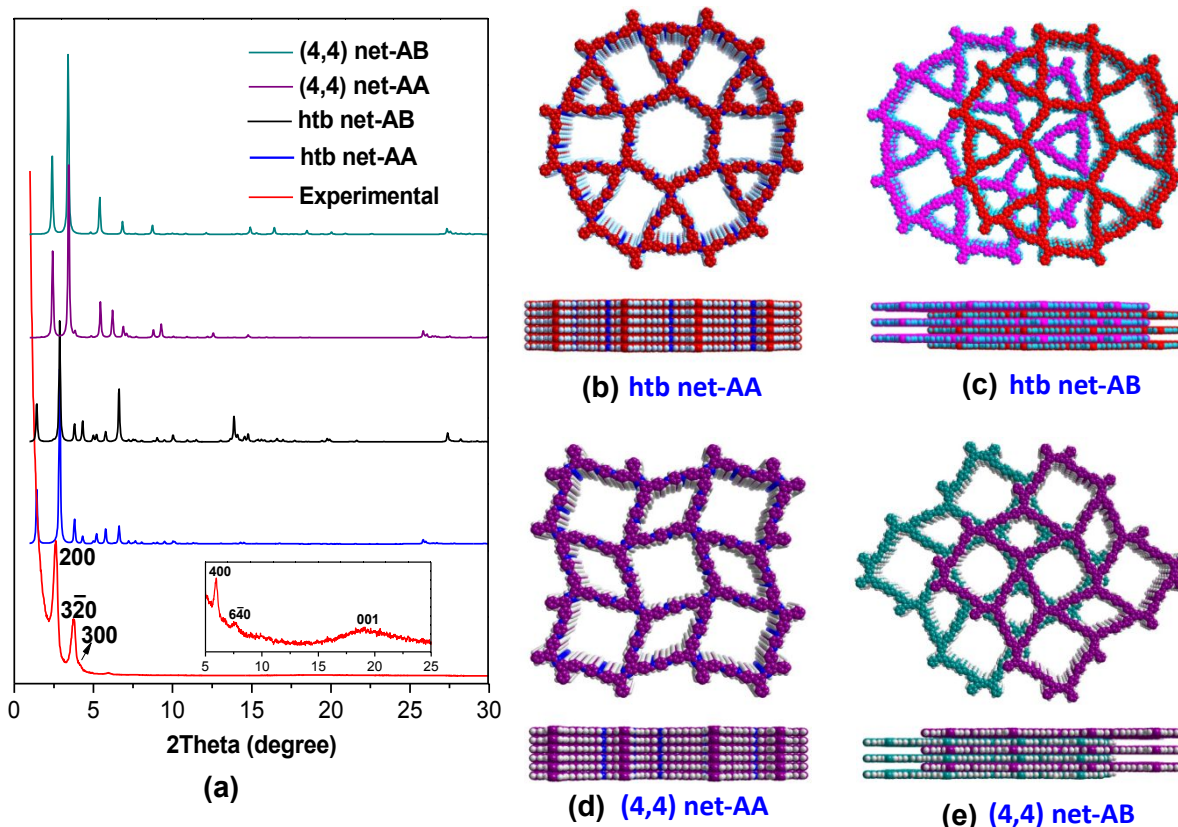 (4,4) net-AB
(4,4) net-AA
htb net-AB
htb net-AA
Experimental
200
32̄0
300
400
64̄0
001
5 10 15 20 25
0 5 10 15 20 25 30
2Theta (degree)
(a)
(b) htb net-AA
(c) htb net-AB
(d) (4,4) net-AA
(e) (4,4) net-AB